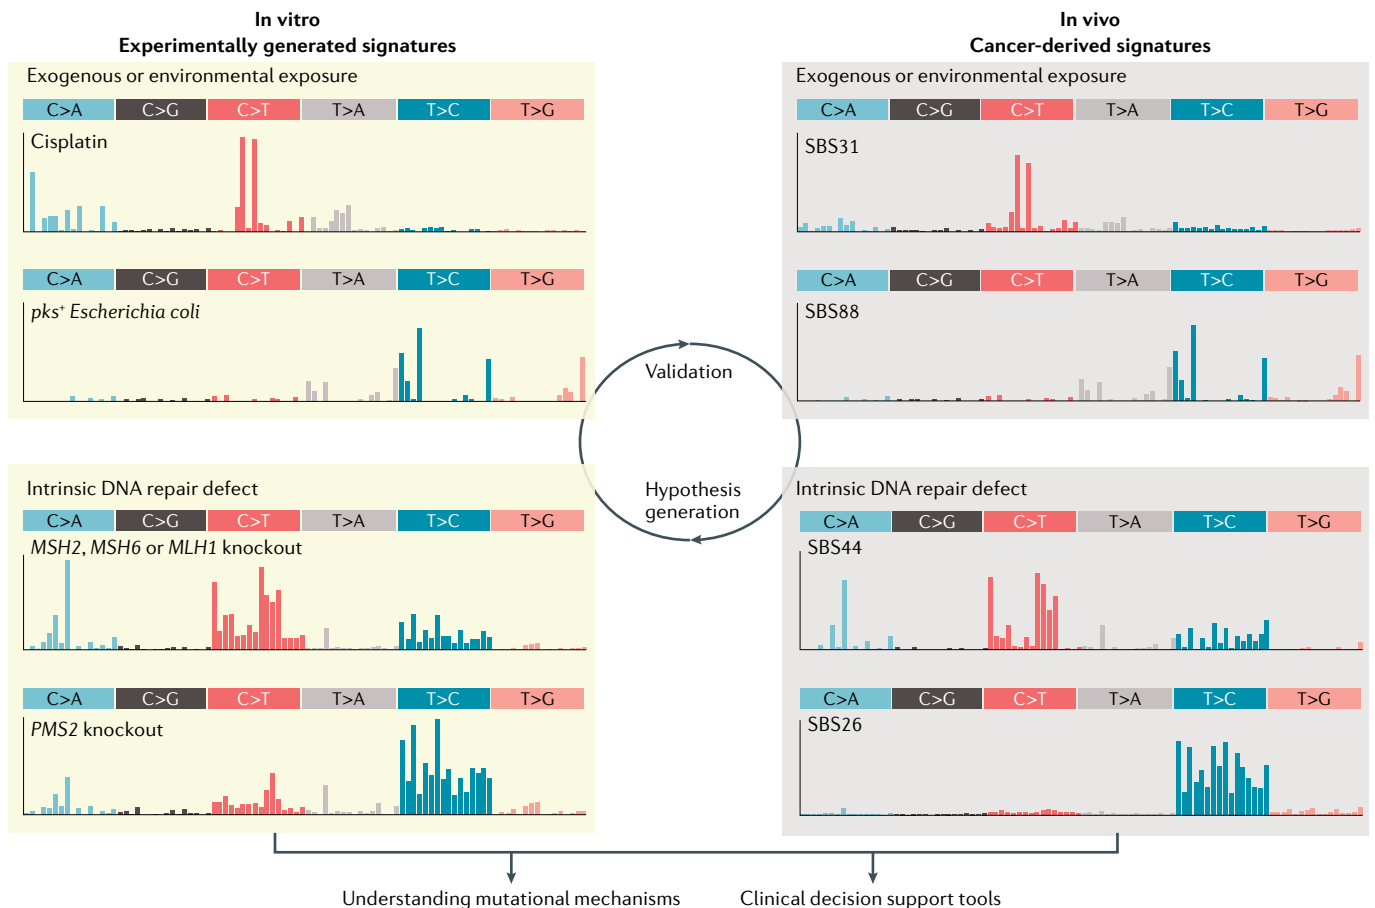 In vitro
Experimentally generated signatures
Exogenous or environmental exposure
C>A C>G C>T T>A T>C T>G
Cisplatin
C>A C>G C>T T>A T>C T>G
pks⁺ Escherichia coli
Intrinsic DNA repair defect
C>A C>G C>T T>A T>C T>G
MSH2, MSH6 or MLH1 knockout
C>A C>G C>T T>A T>C T>G
PMS2 knockout
Validation
Hypothesis
generation
In vivo
Cancer-derived signatures
Exogenous or environmental exposure
C>A C>G C>T T>A T>C T>G
SBS31
C>A C>G C>T T>A T>C T>G
SBS88
Intrinsic DNA repair defect
C>A C>G C>T T>A T>C T>G
SBS44
C>A C>G C>T T>A T>C T>G
SBS26
Understanding mutational mechanisms
Clinical decision support tools